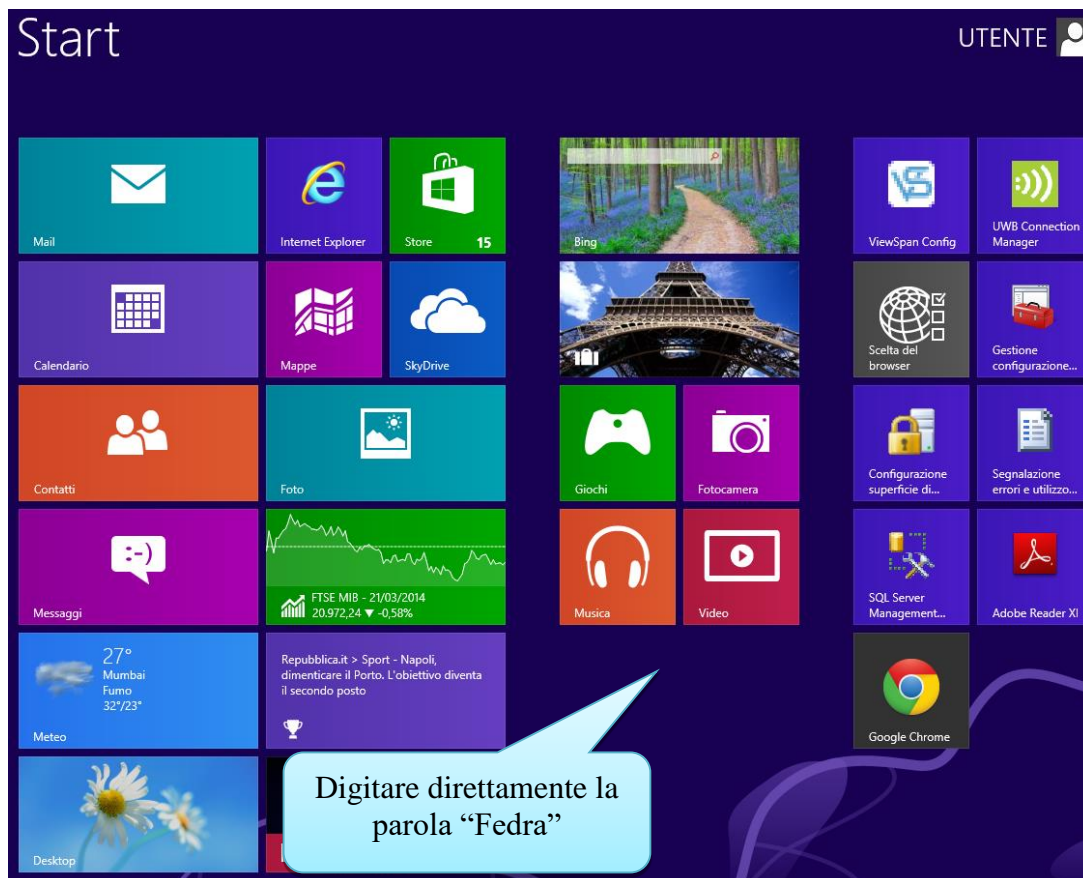 Start
UTENTE
Mail
Internet Explorer
Store
15
Bing
ViewSpan Config
UWB Connection
Manager
Calendario
Mappe
SkyDrive
Scelta del
browser
Gestione
configurazione...
Contatti
Foto
Giochi
Fotocamera
Configurazione
superficie di...
Segnalazione
errori e utilizzo...
:-)
Messaggi
FTSE MIB - 21/03/2014
20.972,24 ▼ -0,58%
Musica
Video
SQL Server
Management...
Adobe Reader XI
27°
Mumbai
Fumo
32°/23°
Meteo
Repubblica.it > Sport - Napoli,
dimenticare il Porto. L'obiettivo diventa
il secondo posto
Google Chrome
Desktop
Digitare direttamente la
parola “Fedra”